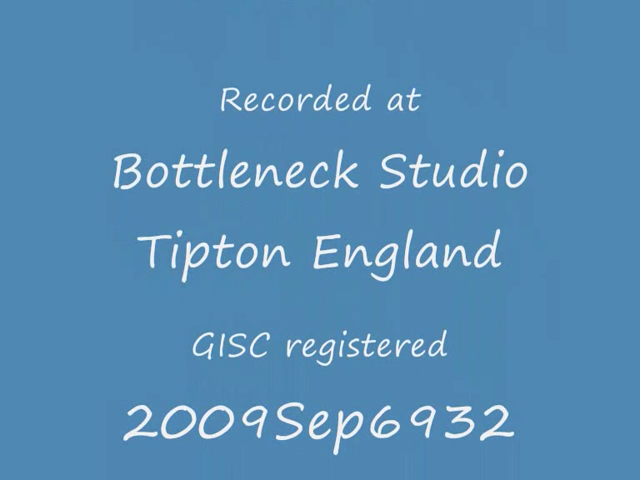 Recorded at
Bottleneck Studio
Tipton England
GISC registered
2009Sep6932